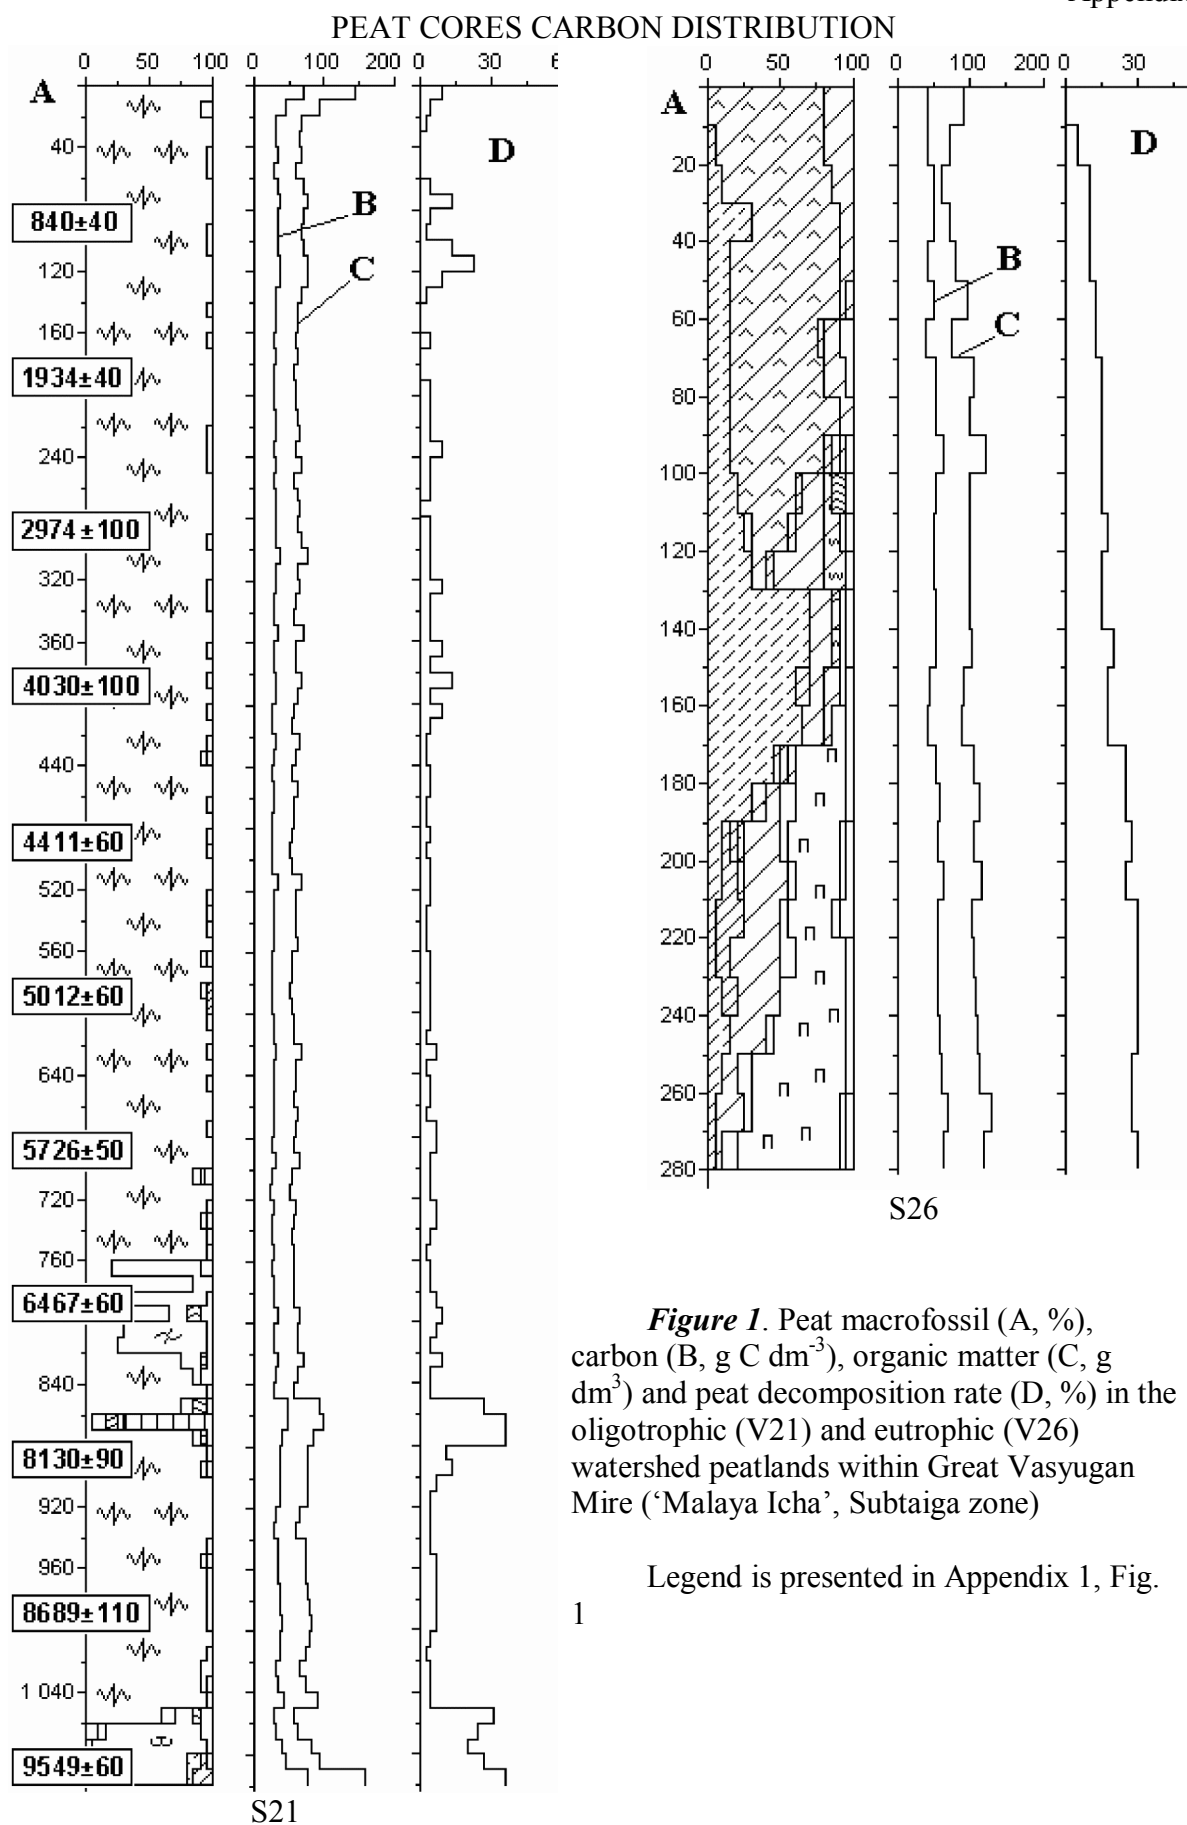 PEAT CORES CARBON DISTRIBUTION
0 50 100 0 100 200 0 30
A
40
D
840±40
B
120
C
160
1934±40
240
2974±100
320
360
4030±100
440
4411±60
520
560
5012±60
640
5726±50
720
760
6467±60
840
8130±90
920
960
8689±110
1 040
9549±60
S21
0 50 100 0 100 200 0 30
A
D
20
40
B
60
C
80
100
120
140
160
180
200
220
240
260
280
S26
Figure 1. Peat macrofossil (A, %),
carbon (B, g C dm-3), organic matter (C, g
dm3) and peat decomposition rate (D, %) in the
oligotrophic (V21) and eutrophic (V26)
watershed peatlands within Great Vasyugan
Mire (‘Malaya Icha’, Subtaiga zone)
Legend is presented in Appendix 1, Fig.
1